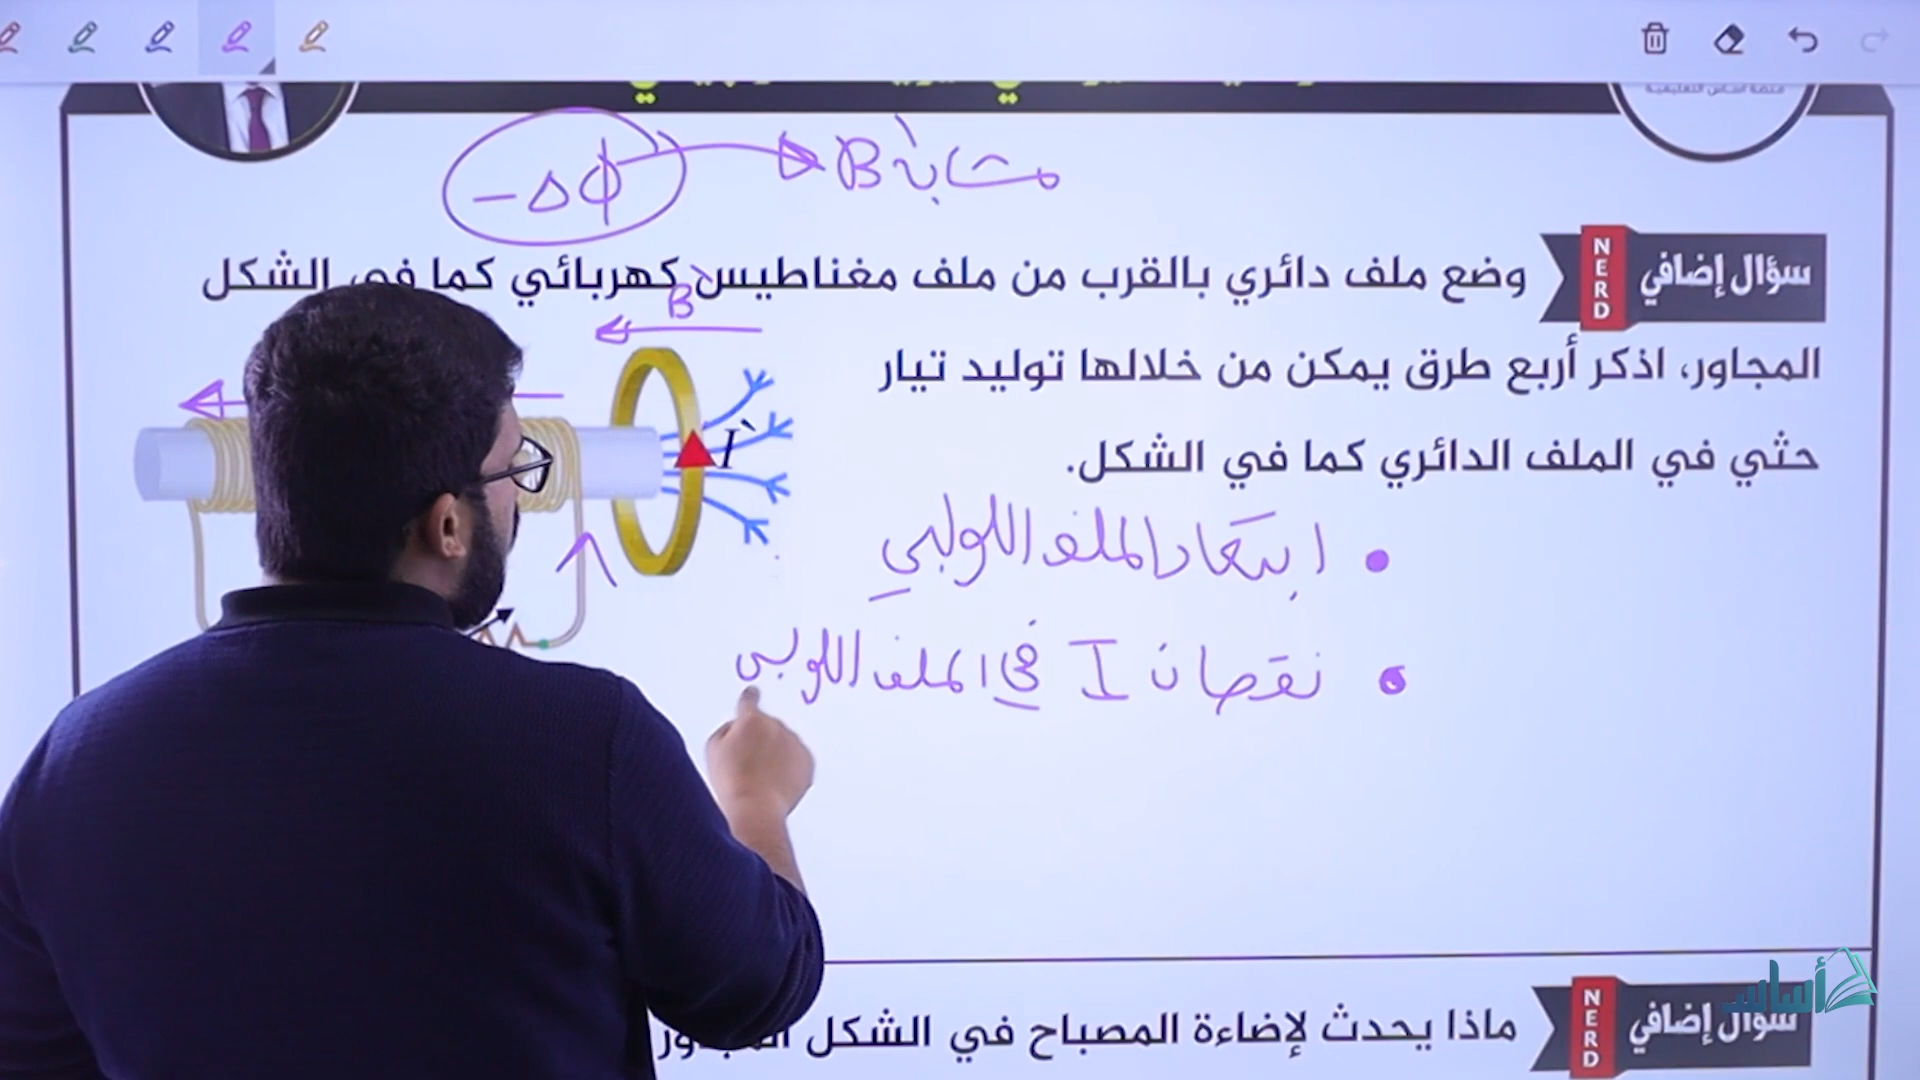 -ΔΦ → B̀ مشابه
سؤال إضافي NERD وضع ملف دائري بالقرب من ملف مغناطيس كهربائي كما في الشكل
B
المجاور، اذكر أربع طرق يمكن من خلالها توليد تيار
I`
حثي في الملف الدائري كما في الشكل.
• ابتعاد الملف اللولبي
• نقصان I في الملف اللولبي
أساس
سؤال إضافي NERD ماذا يحدث لإضاءة المصباح في الشكل